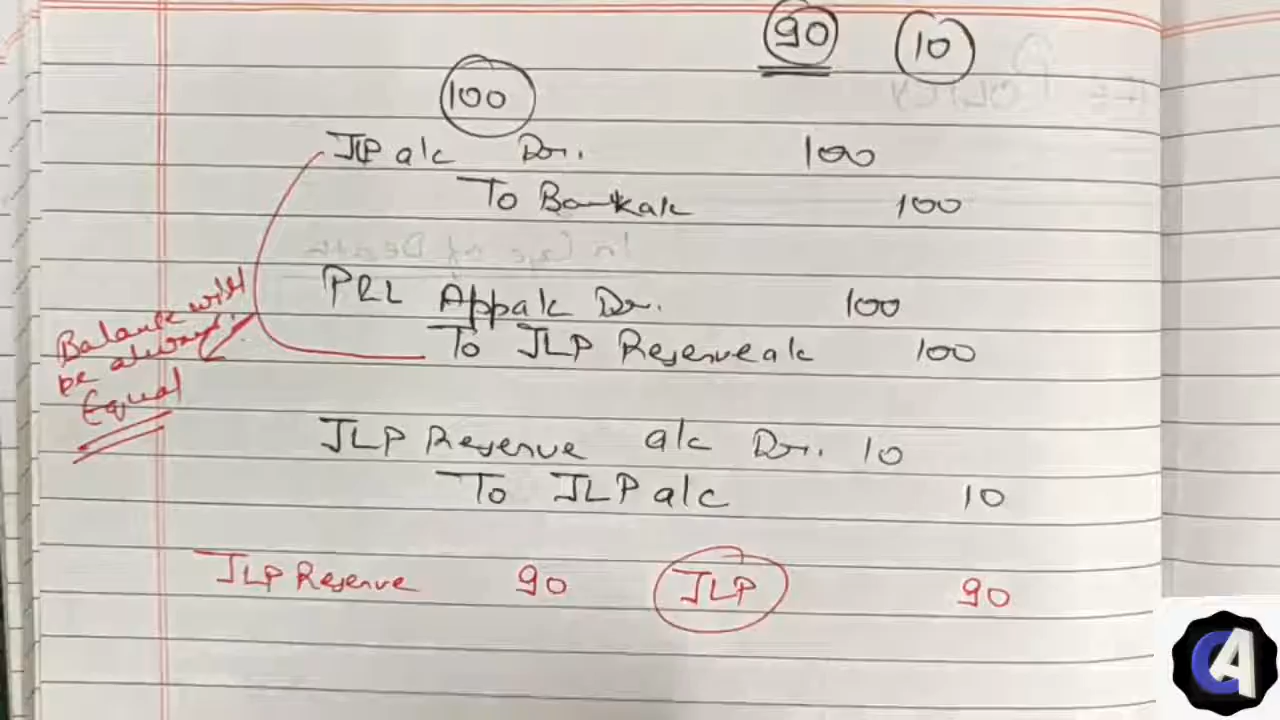 90 10
100
JLP a/c Dr. 100
To Bank a/c 100
P&L App a/c Dr. 100
To JLP Reserve a/c 100
Balance will
be always
Equal
JLP Reserve a/c Dr. 10
To JLP a/c 10
JLP Reserve 90 JLP 90
CA